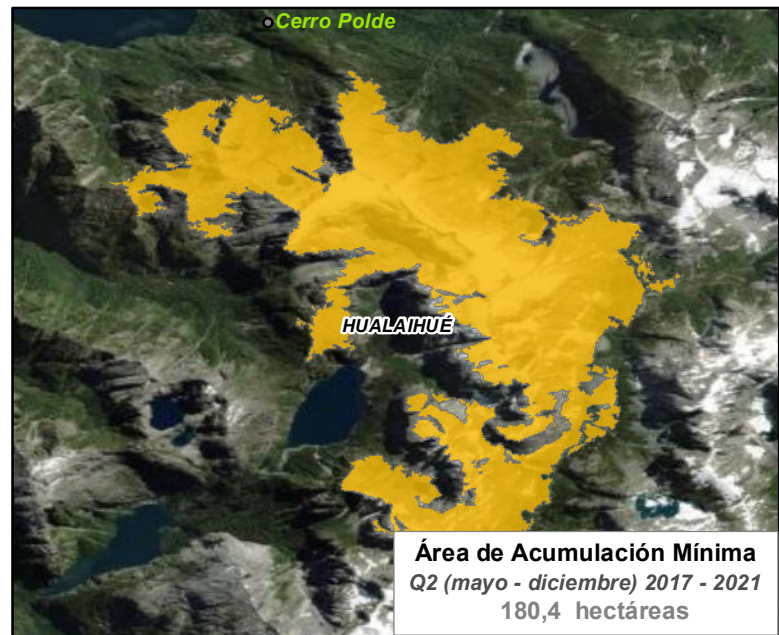 Cerro Polde
HUALAIHUÉ
Área de Acumulación Mínima
Q2 (mayo - diciembre) 2017 - 2021
180,4 hectáreas